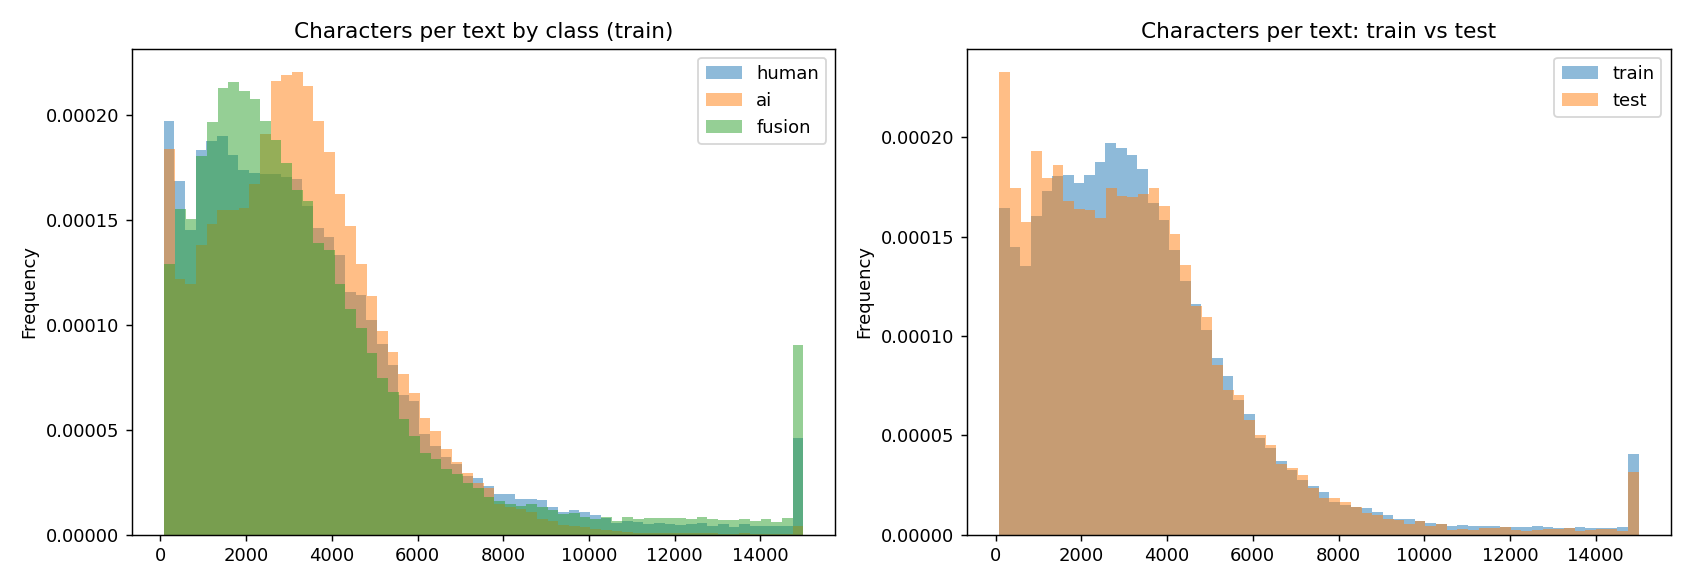 Characters per text by class (train)
Frequency
0.00020
0.00015
0.00010
0.00005
0.00000
0 2000 4000 6000 8000 10000 12000 14000
human
ai
fusion
Characters per text: train vs test
Frequency
0.00020
0.00015
0.00010
0.00005
0.00000
0 2000 4000 6000 8000 10000 12000 14000
train
test